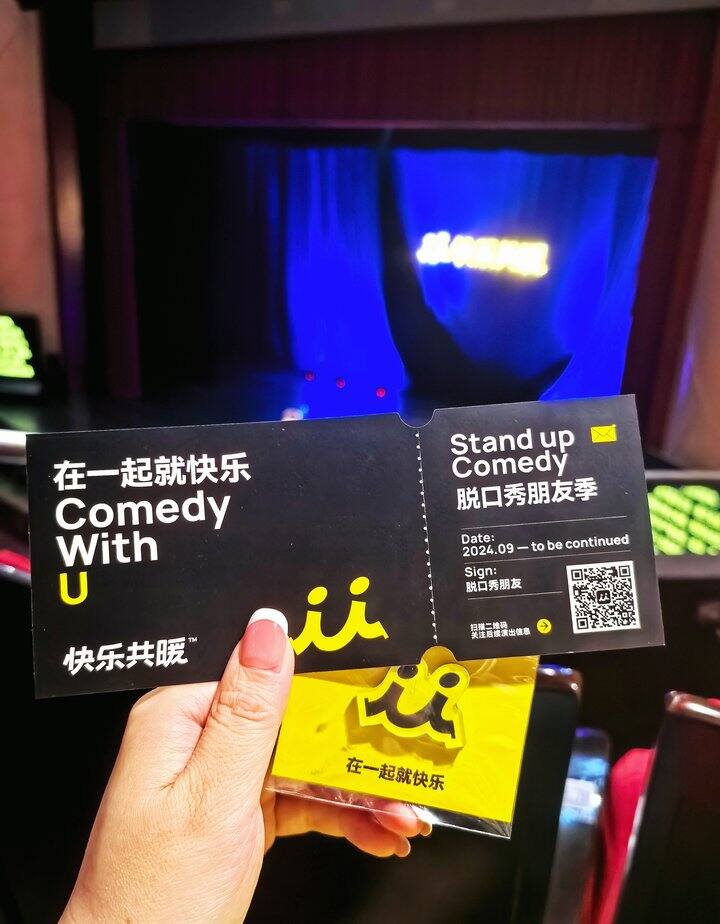 在一起就快乐
Comedy
With
U
快乐共暖™
Stand up
Comedy
脱口秀朋友季
Date:
2024.09 — to be continued
Sign:
脱口秀朋友
扫描二维码
关注后续演出信息
在一起就快乐